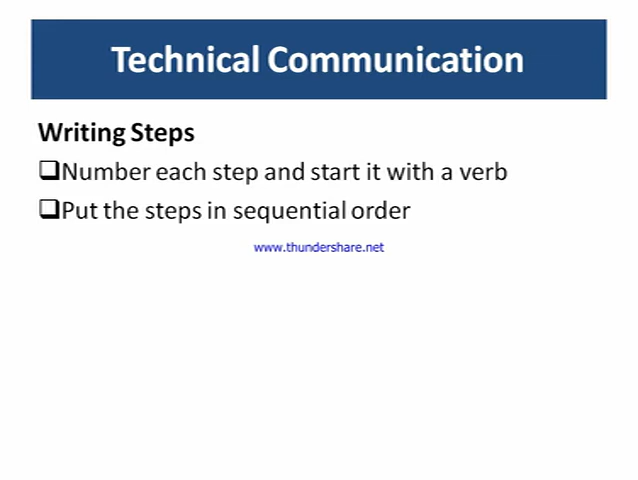 Technical Communication
Writing Steps
Number each step and start it with a verb
Put the steps in sequential order
www.thundershare.net